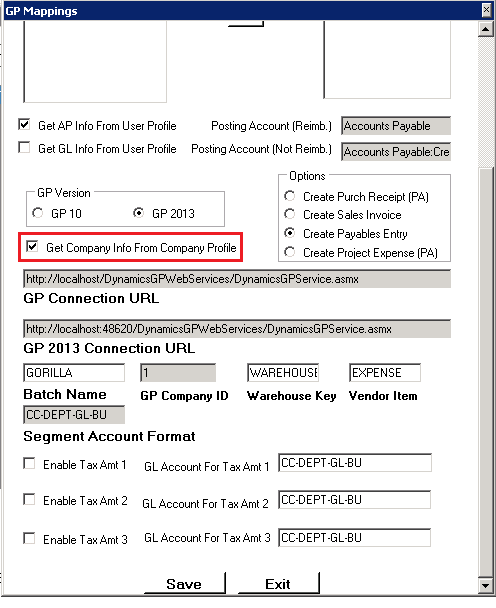 GP Mappings
Get AP Info From User Profile
Posting Account (Reimb.)
Accounts Payable
Get GL Info From User Profile
Posting Account (Not Reimb.)
Accounts Payable:Cre
GP Version
GP 10
GP 2013
Options
Create Purch Receipt (PA)
Create Sales Invoice
Create Payables Entry
Create Project Expense (PA)
Get Company Info From Company Profile
http://localhost/DynamicsGPWebServices/DynamicsGPService.asmx
GP Connection URL
http://localhost:48620/DynamicsGPWebServices/DynamicsGPService.asmx
GP 2013 Connection URL
GORILLA
1
WAREHOUSE
EXPENSE
Batch Name
GP Company ID
Warehouse Key
Vendor Item
CC-DEPT-GL-BU
Segment Account Format
Enable Tax Amt 1
GL Account For Tax Amt 1
CC-DEPT-GL-BU
Enable Tax Amt 2
GL Account For Tax Amt 2
CC-DEPT-GL-BU
Enable Tax Amt 3
GL Account For Tax Amt 3
CC-DEPT-GL-BU
Save
Exit